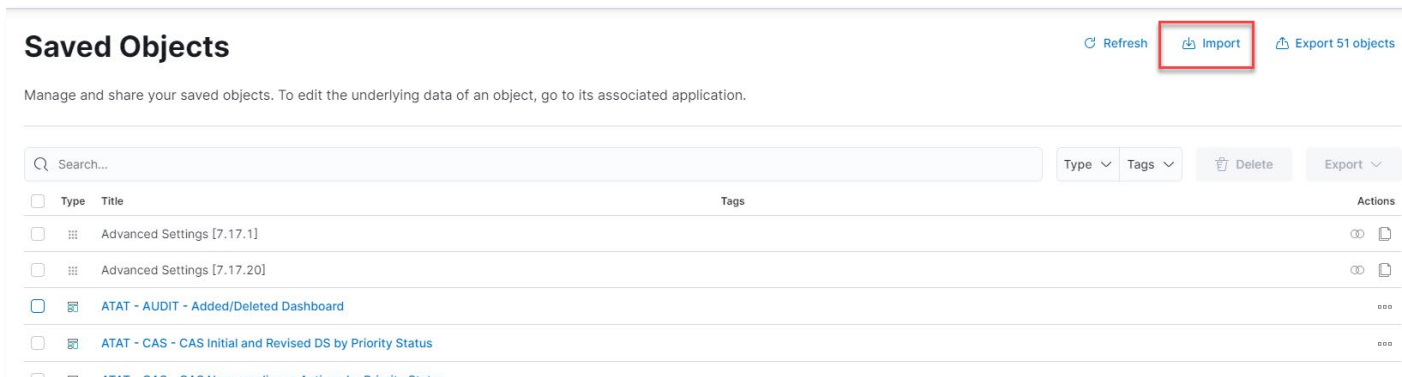 Saved Objects
Refresh Import Export 51 objects
Manage and share your saved objects. To edit the underlying data of an object, go to its associated application.
Search... Type Tags Delete Export
Type Title Tags Actions
Advanced Settings [7.17.1]
Advanced Settings [7.17.20]
ATAT - AUDIT - Added/Deleted Dashboard
ATAT - CAS - CAS Initial and Revised DS by Priority Status